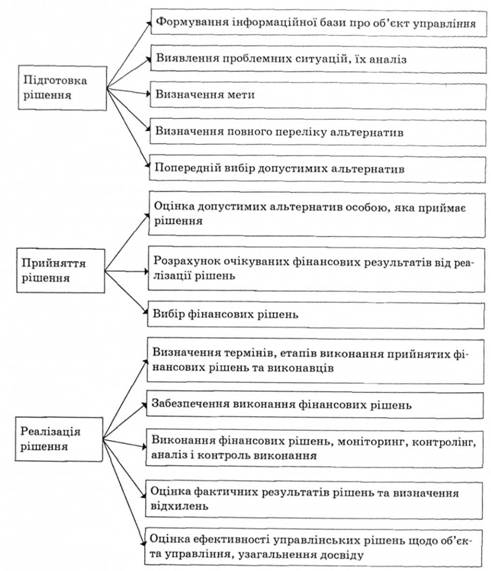 Підготовка
рішення
Формування інформаційної бази про об'єкт управління
Виявлення проблемних ситуацій, їх аналіз
Визначення мети
Визначення повного переліку альтернатив
Попередній вибір допустимих альтернатив
Прийняття
рішення
Оцінка допустимих альтернатив особою, яка приймає
рішення
Розрахунок очікуваних фінансових результатів від реа-
лізації рішень
Вибір фінансових рішень
Реалізація
рішення
Визначення термінів, етапів виконання прийнятих фі-
нансових рішень та виконавців
Забезпечення виконання фінансових рішень
Виконання фінансових рішень, моніторинг, контролінг,
аналіз і контроль виконання
Оцінка фактичних результатів рішень та визначення
відхилень
Оцінка ефективності управлінських рішень щодо об'єк-
та управління, узагальнення досвіду